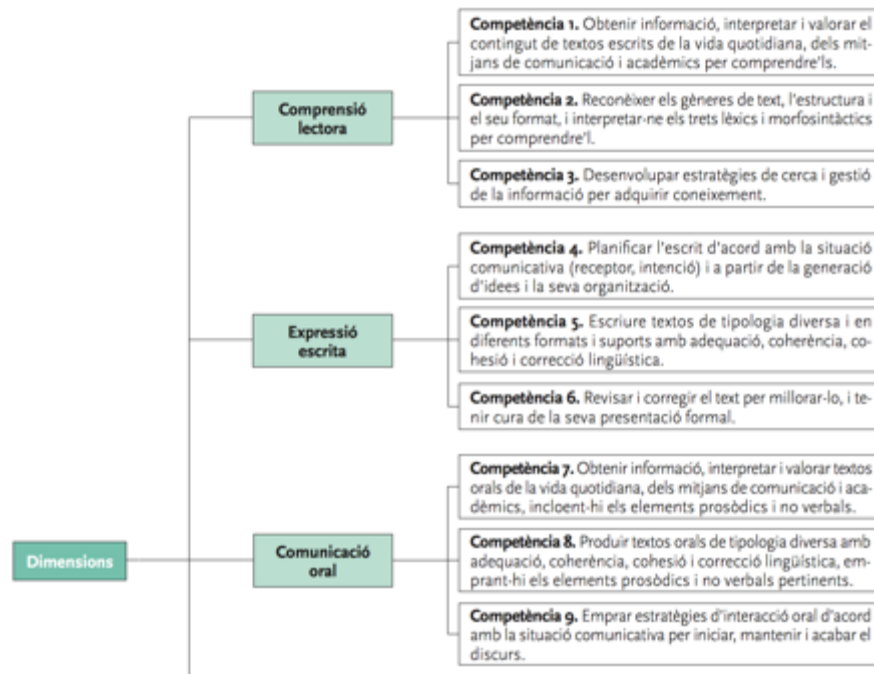 Competència 1. Obtenir informació, interpretar i valorar el
contingut de textos escrits de la vida quotidiana, dels mit-
jans de comunicació i acadèmics per comprendre'ls.
Comprensió
lectora
Competència 2. Reconèixer els gèneres de text, l'estructura i
el seu format, i interpretar-ne els trets lèxics i morfosintàctics
per comprendre'l.
Competència 3. Desenvolupar estratègies de cerca i gestió
de la informació per adquirir coneixement.
Competència 4. Planificar l'escrit d'acord amb la situació
comunicativa (receptor, intenció) i a partir de la generació
d'idees i la seva organització.
Expressió
escrita
Competència 5. Escriure textos de tipologia diversa i en
diferents formats i suports amb adequació, coherència, co-
hesió i correcció lingüística.
Competència 6. Revisar i corregir el text per millorar-lo, i te-
nir cura de la seva presentació formal.
Competència 7. Obtenir informació, interpretar i valorar textos
orals de la vida quotidiana, dels mitjans de comunicació i aca-
dèmics, incloent-hi els elements prosòdics i no verbals.
Dimensions
Comunicació
oral
Competència 8. Produir textos orals de tipologia diversa amb
adequació, coherència, cohesió i correcció lingüística, em-
prant-hi els elements prosòdics i no verbals pertinents.
Competència 9. Emprar estratègies d'interacció oral d'acord
amb la situació comunicativa per iniciar, mantenir i acabar el
discurs.